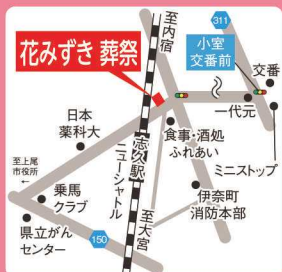 至内宿
311
花みずき 葬祭
小室
交番前
交番
一代元
日本
薬科大
志久駅
ニューシャトル
食事・酒処
ふれあい
ミニストップ
至上尾
市役所
←
乗馬
クラブ
至大宮
伊奈町
消防本部
県立がん
センター
150